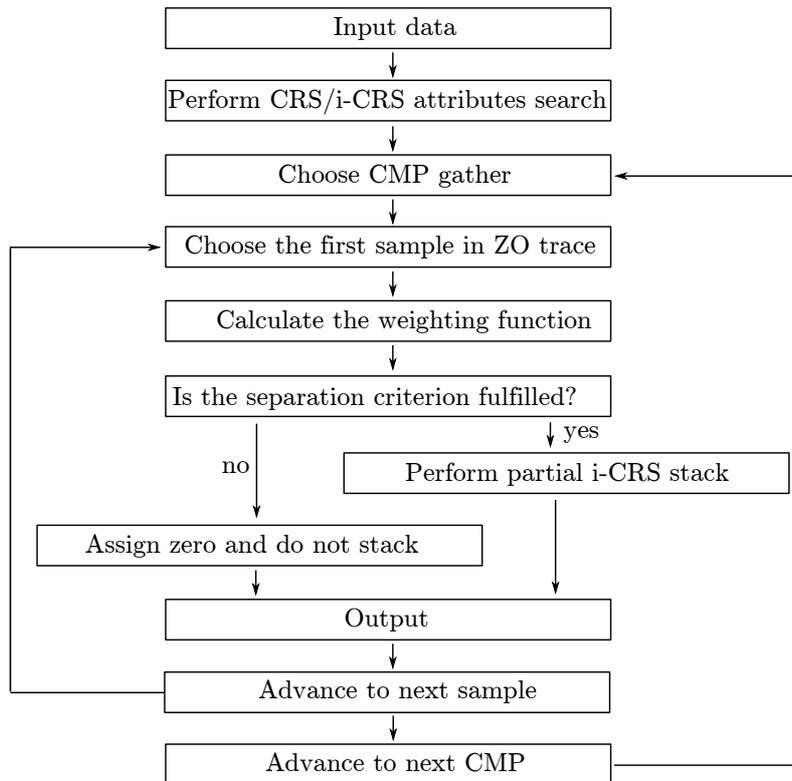 Input data
Perform CRS/i-CRS attributes search
Choose CMP gather
Choose the first sample in ZO trace
Calculate the weighting function
Is the separation criterion fulfilled?
yes
no
Perform partial i-CRS stack
Assign zero and do not stack
Output
Advance to next sample
Advance to next CMP